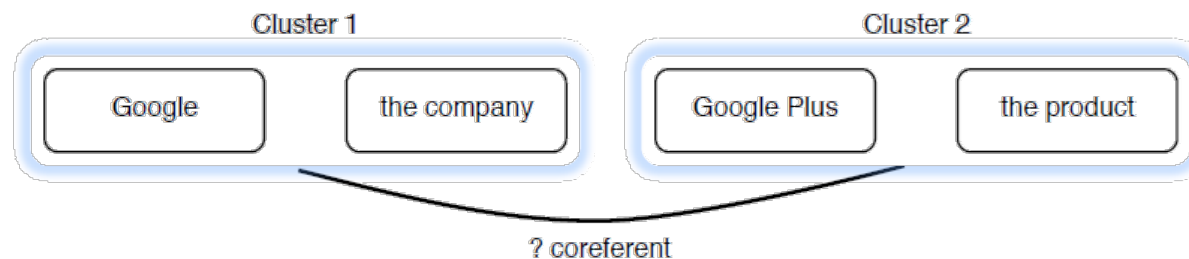 Cluster 1
Cluster 2
Google
the company
Google Plus
the product
? coreferent